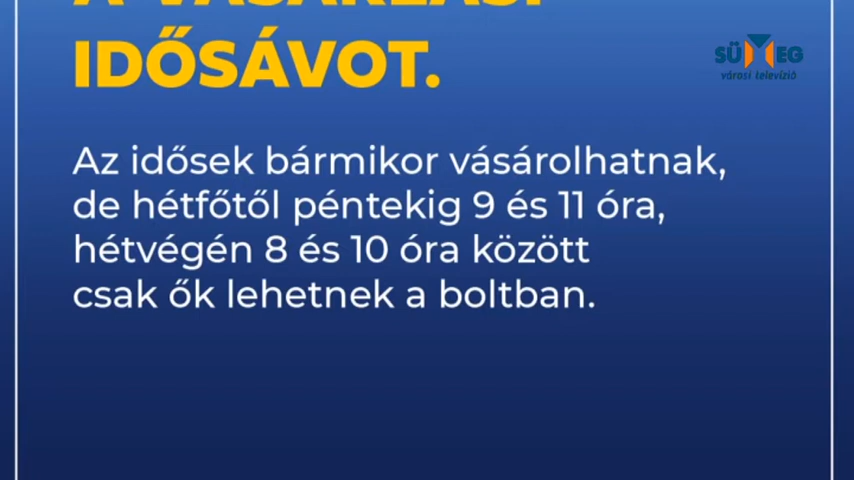 A VÁSÁRLÁSI
IDŐSÁVOT.
SÜMEG
városi televízió
Az idősek bármikor vásárolhatnak,
de hétfőtől péntekig 9 és 11 óra,
hétvégén 8 és 10 óra között
csak ők lehetnek a boltban.